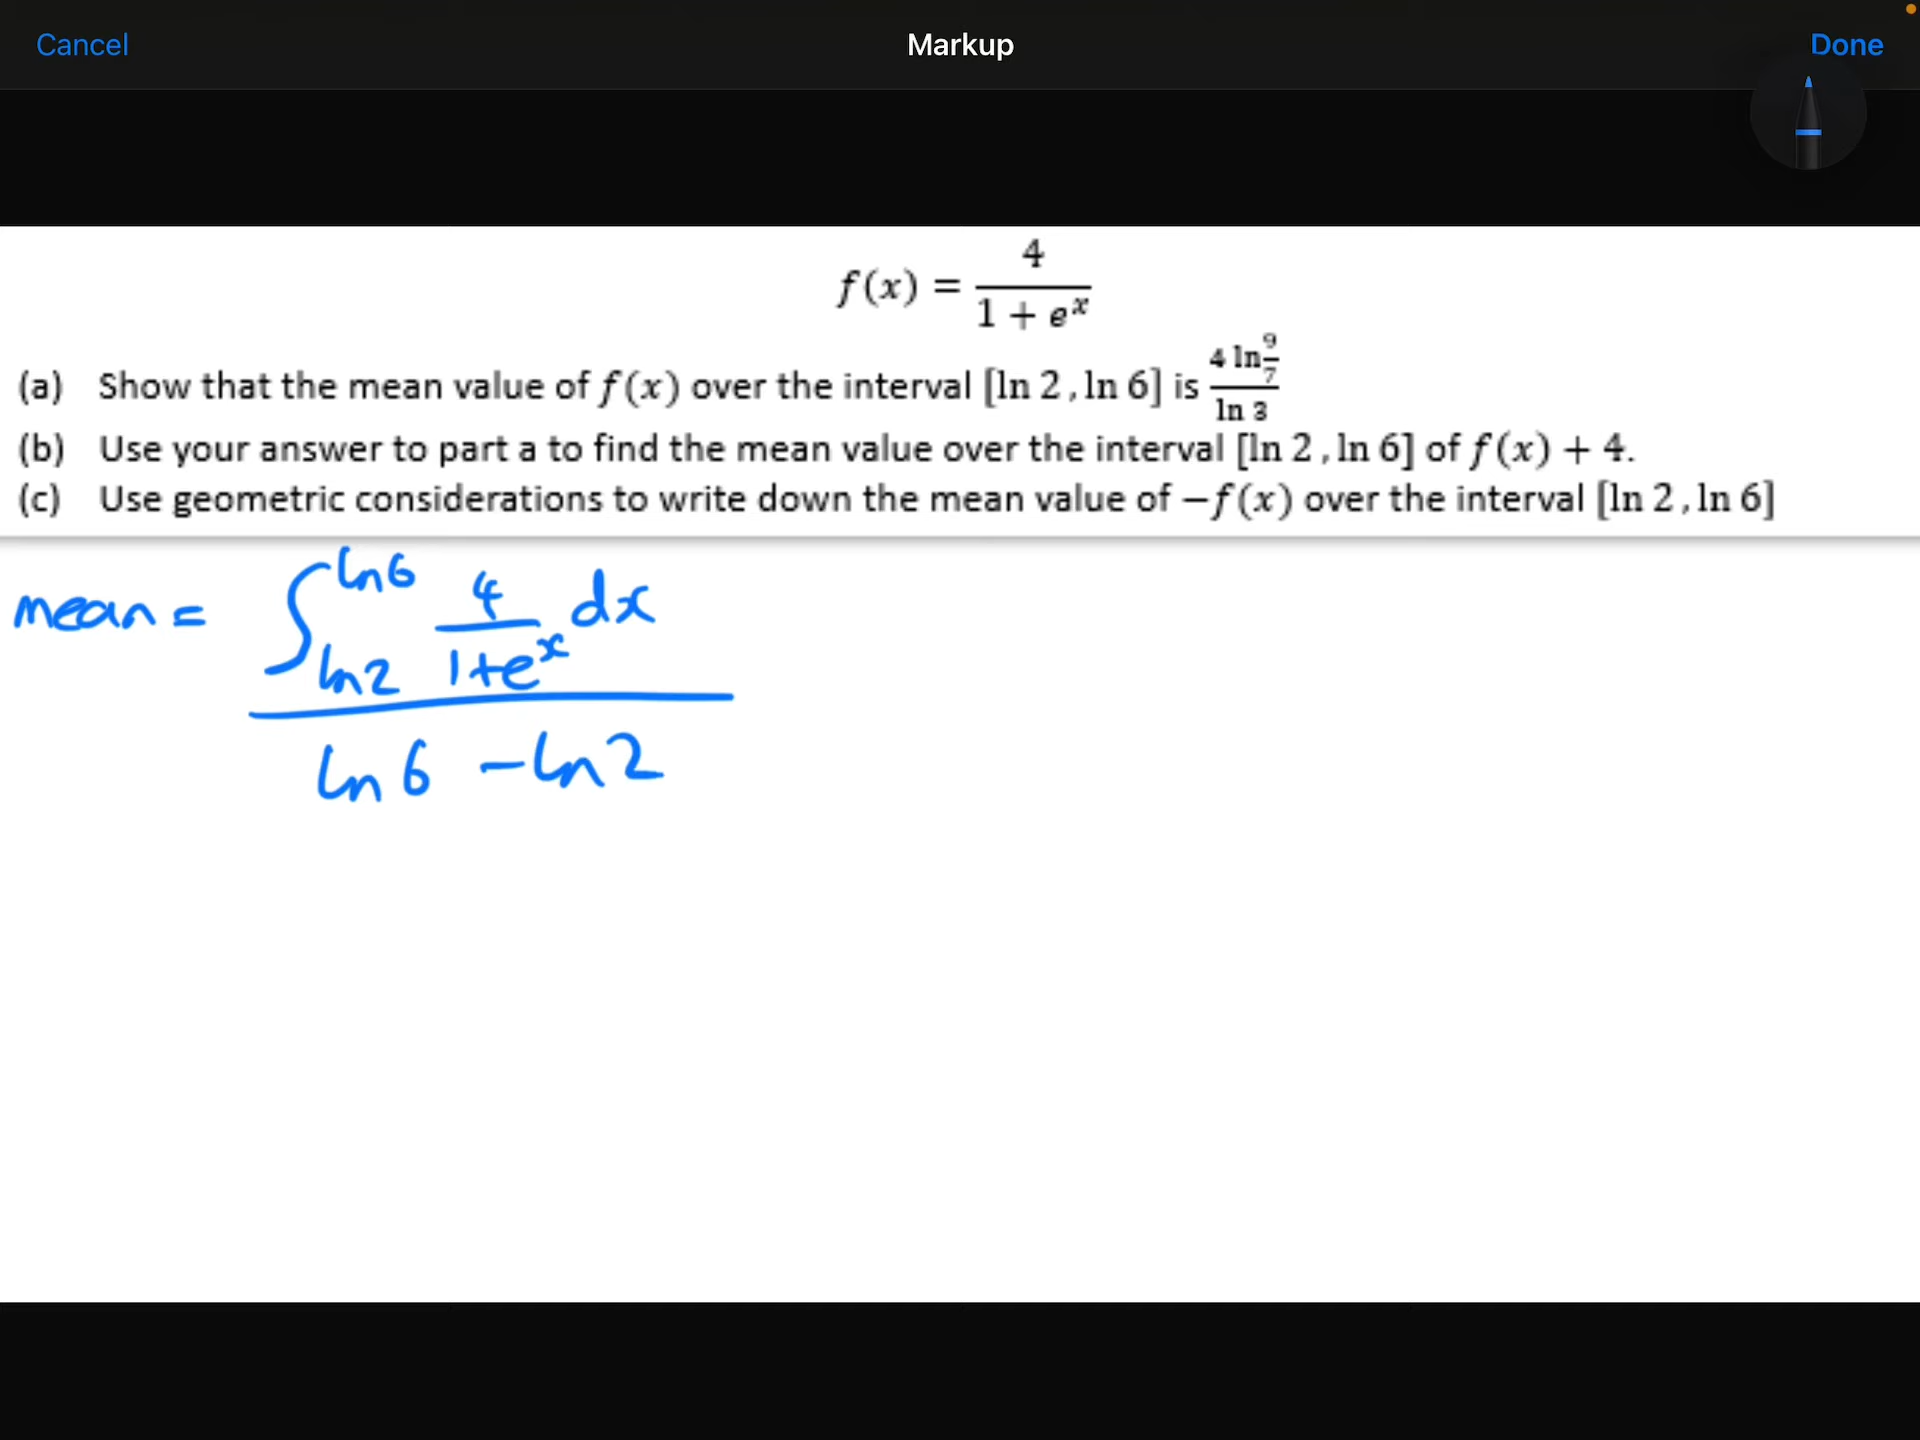 Cancel Markup Done
f(x) = 4/(1 + e^x)
(a) Show that the mean value of f(x) over the interval [ln 2 , ln 6] is (4 ln 9/7)/(ln 3)
(b) Use your answer to part a to find the mean value over the interval [ln 2 , ln 6] of f(x) + 4.
(c) Use geometric considerations to write down the mean value of −f(x) over the interval [ln 2 , ln 6]
mean = ∫_ln2^ln6 4/(1+e^x) dx
ln 6 − ln 2